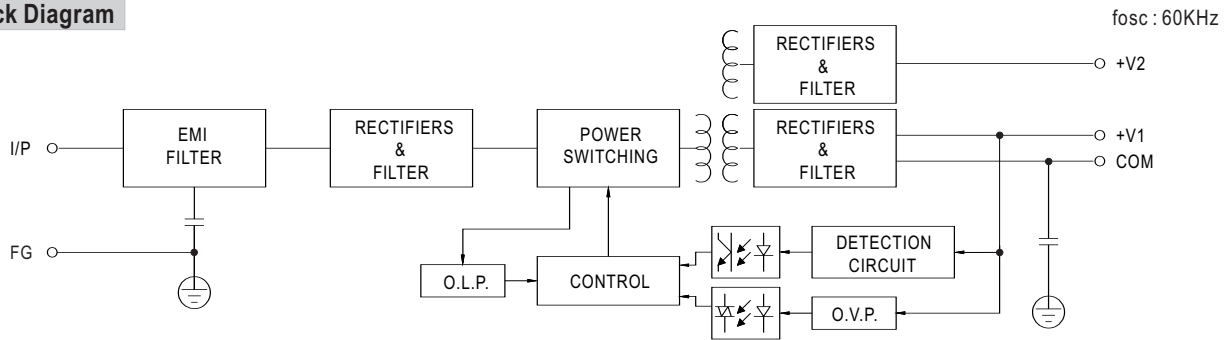 Diagram
fosc : 60KHz
RECTIFIERS
&
FILTER
+V2
I/P
EMI
FILTER
RECTIFIERS
&
FILTER
POWER
SWITCHING
RECTIFIERS
&
FILTER
+V1
COM
FG
O.L.P.
CONTROL
DETECTION
CIRCUIT
O.V.P.